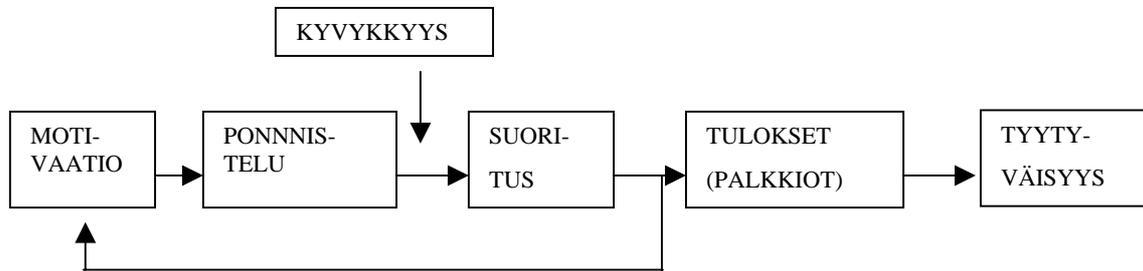 KYVYKKYYS
MOTI-
VAATIO
PONNNIS-
TELU
SUORI-
TUS
TULOKSET
(PALKKIOT)
TYYTY-
VÄISYYS